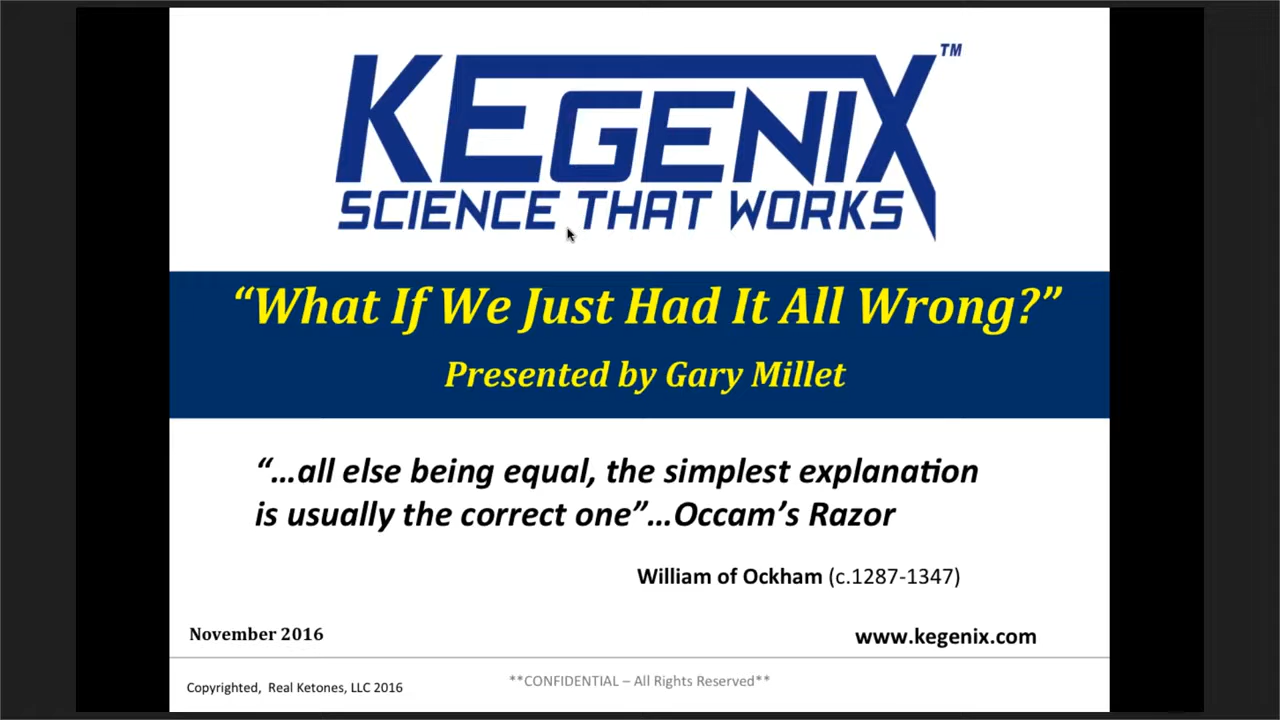 KEGENIX™
SCIENCE THAT WORKS
“What If We Just Had It All Wrong?”
Presented by Gary Millet
“...all else being equal, the simplest explanation
is usually the correct one”...Occam’s Razor
William of Ockham (c.1287-1347)
November 2016
www.kegenix.com
Copyrighted, Real Ketones, LLC 2016
**CONFIDENTIAL – All Rights Reserved**